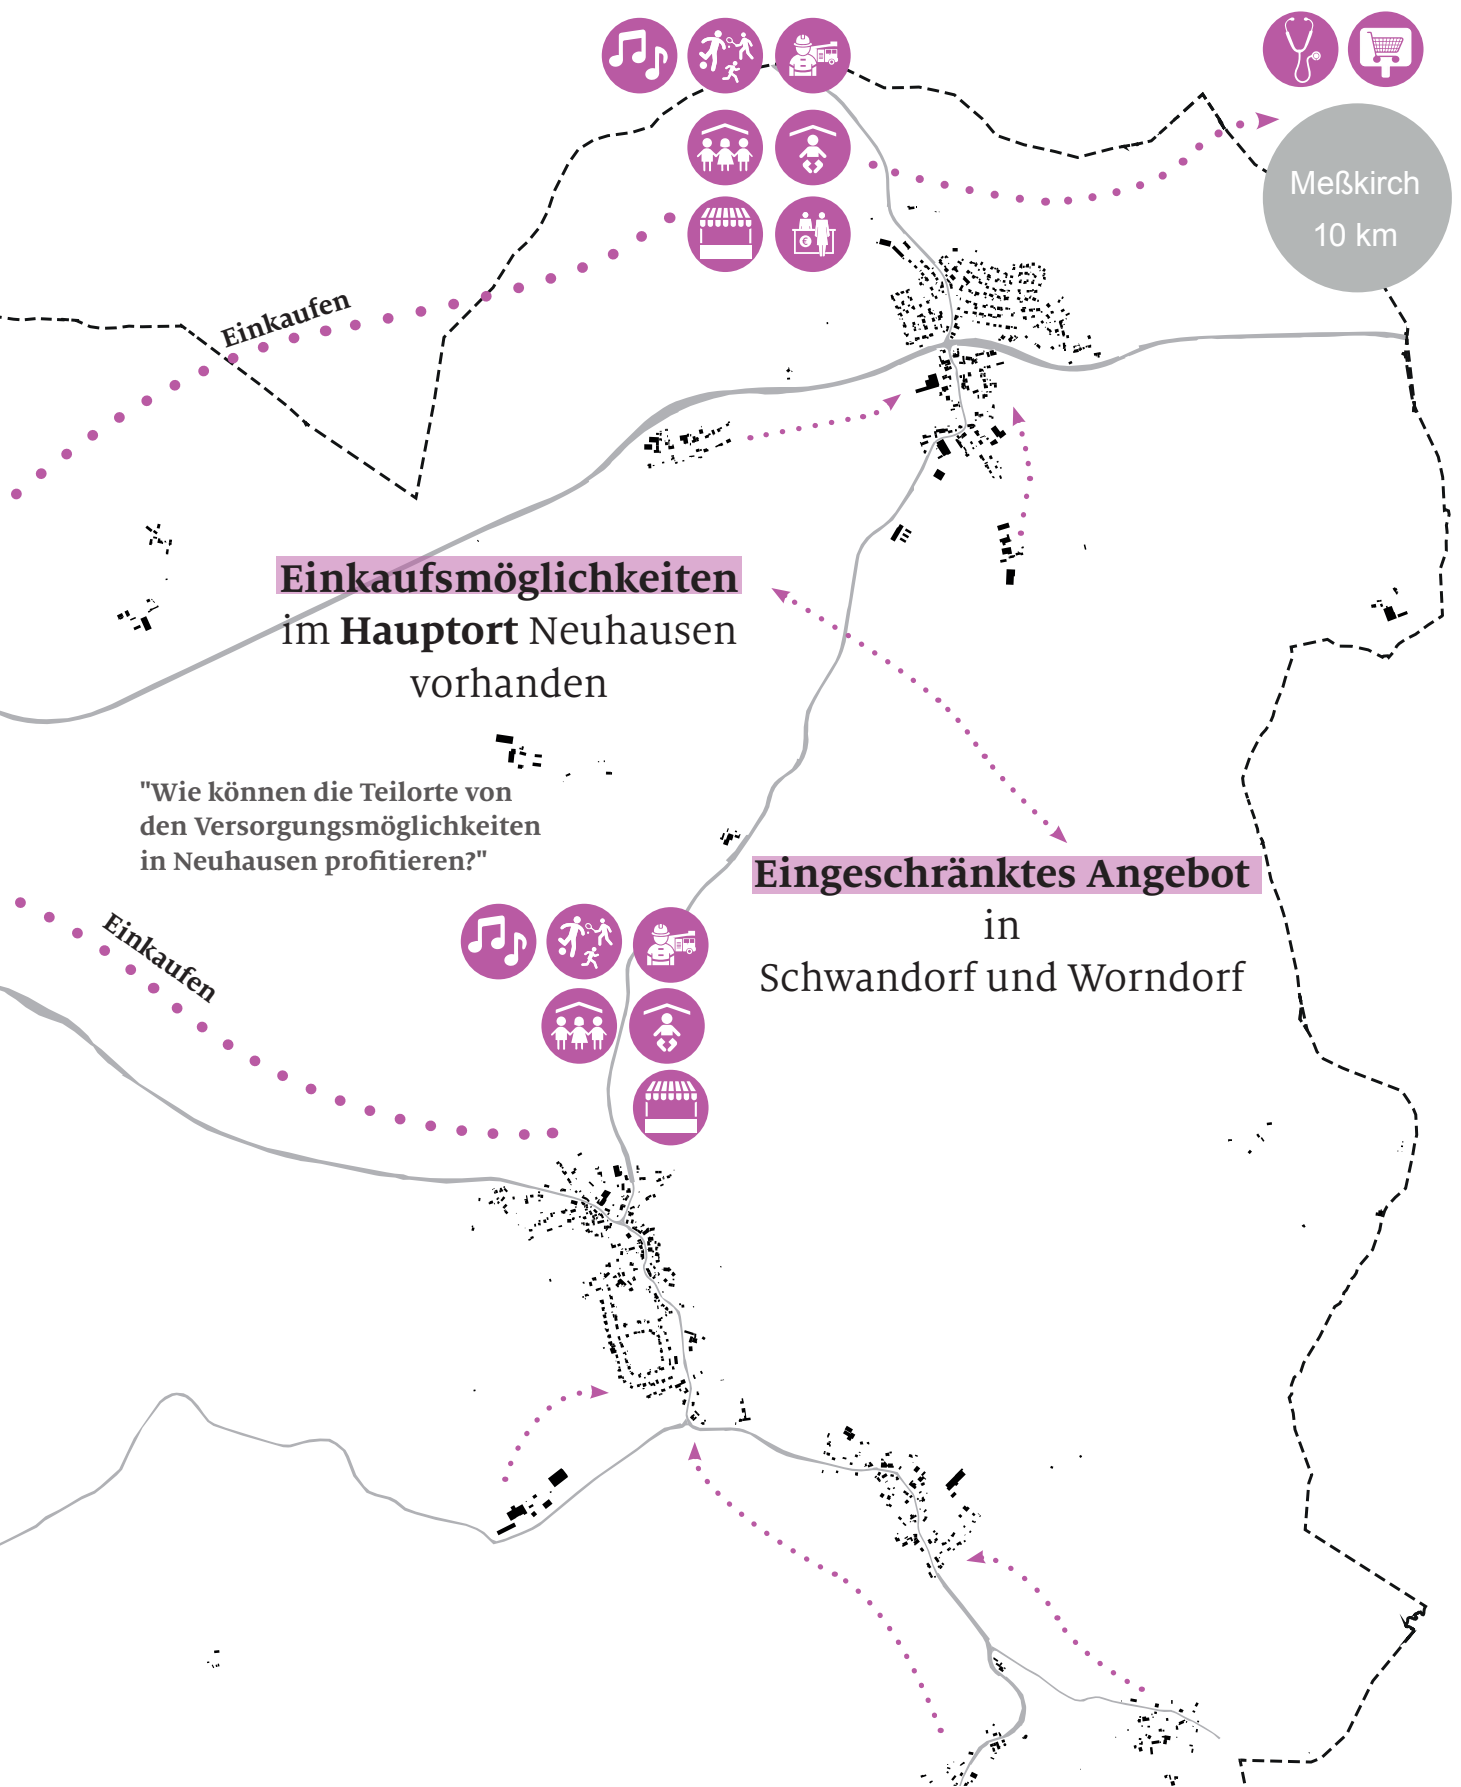 Meßkirch
10 km
Einkaufen
Einkaufsmöglichkeiten
im Hauptort Neuhausen
vorhanden
"Wie können die Teilorte von
den Versorgungsmöglichkeiten
in Neuhausen profitieren?"
Eingeschränktes Angebot
in
Schwandorf und Worndorf
Einkaufen
€